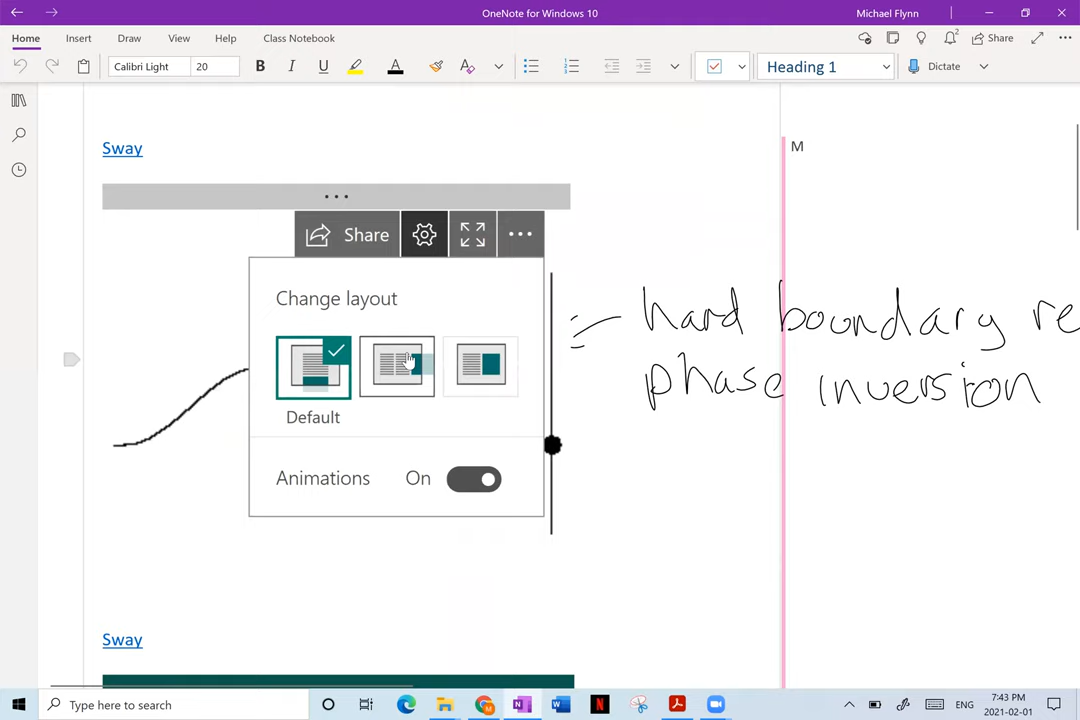 OneNote for Windows 10
Michael Flynn
Home Insert Draw View Help Class Notebook
Share
Calibri Light 20 B I U A A Heading 1 Dictate
Sway
M
Share
Change layout
Default
Animations On
hard boundary re
phase inversion
Sway
Type here to search
ENG
7:43 PM
2021-02-01